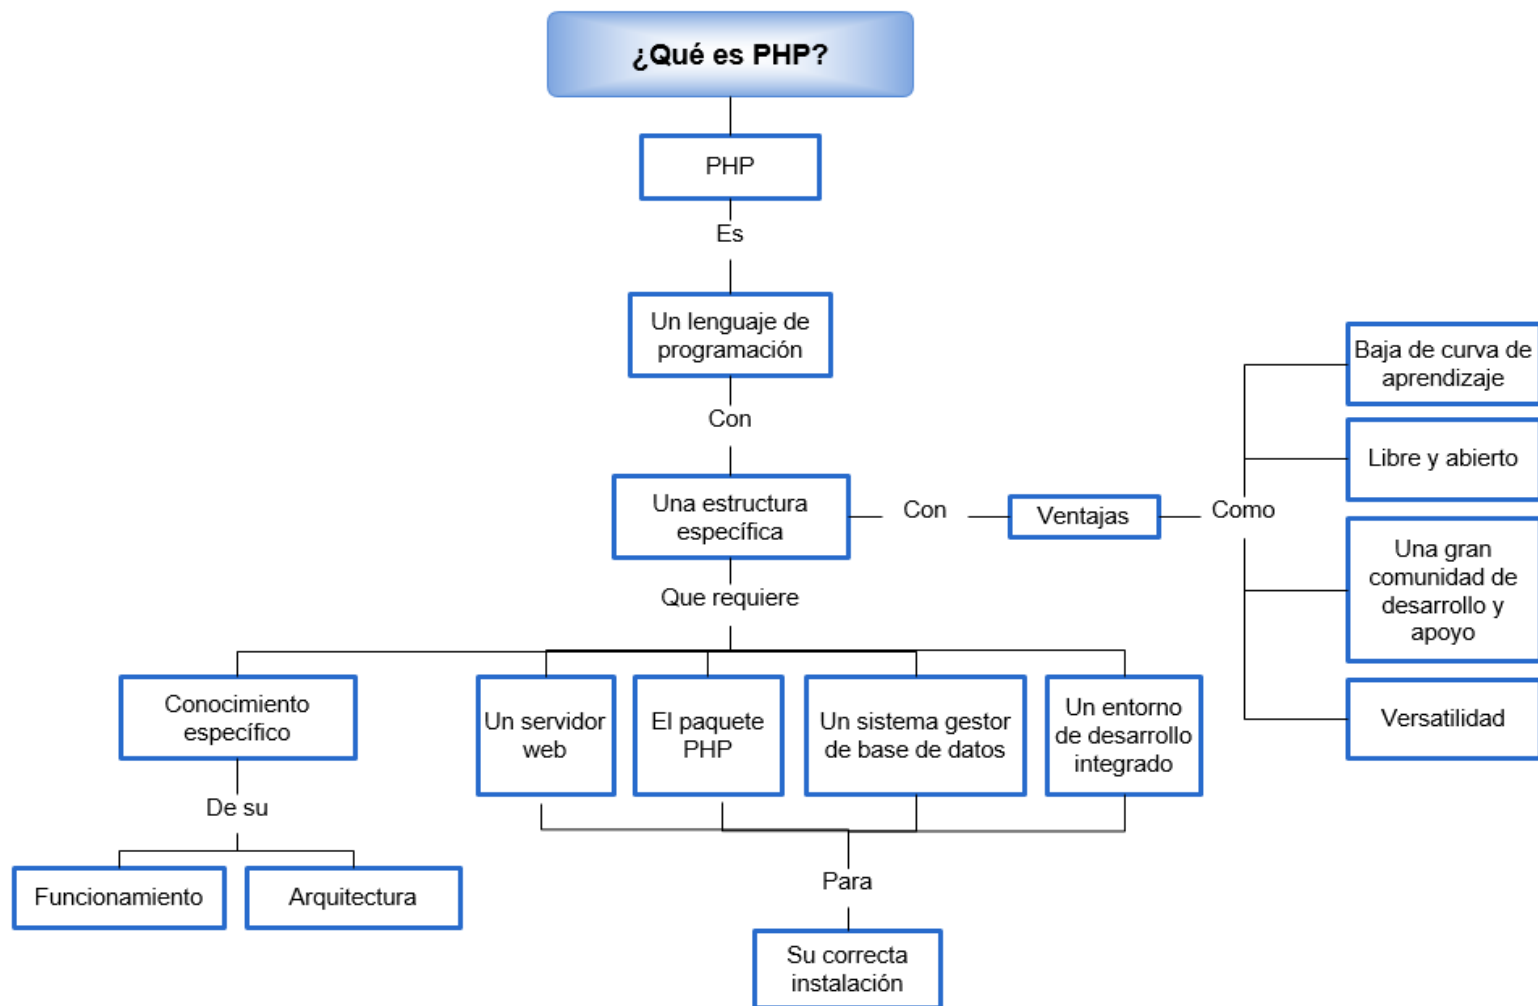 ¿Qué es PHP?
PHP
Es
Un lenguaje de
programación
Con
Una estructura
específica
Con
Ventajas
Como
Baja de curva de
aprendizaje
Libre y abierto
Una gran
comunidad de
desarrollo y
apoyo
Versatilidad
Que requiere
Conocimiento
específico
Un servidor
web
El paquete
PHP
Un sistema gestor
de base de datos
Un entorno
de desarrollo
integrado
De su
Funcionamiento
Arquitectura
Para
Su correcta
instalación